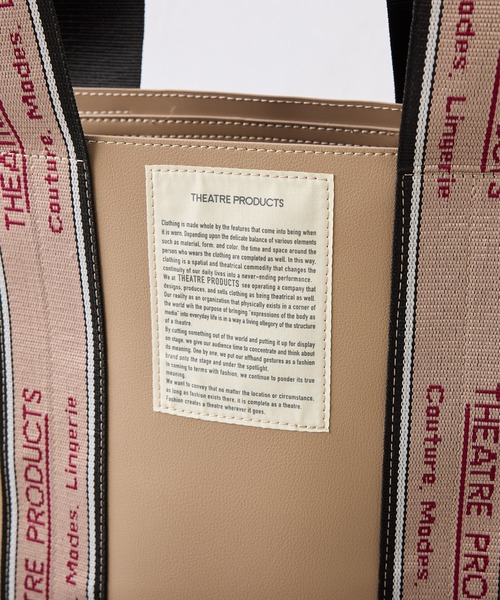 THEATRE PRODUCTS
Clothing is made whole by the features that come into being when
it is worn. Depending upon the delicate balance of various elements
such as material, form, and color, the time and space around the
person who wears the clothing are completed as well. In this way,
clothing is a spatial and theatrical commodity that changes the
continuity of our daily lives into a never-ending performance.
We at THEATRE PRODUCTS see operating a company that
designs, produces, and sells clothing as being theatrical as well.
Our reality as an organization that physically exists in a corner of
the world with the purpose of bringing "expressions of the body as
media" into everyday life is in a way a living allegory of the structure
of a theatre.
By cutting something out of the world and putting it up for display
on stage, we give our audience time to concentrate and think about
its meaning. One by one, we put our offhand gestures as a fashion
brand onto the stage and under the spotlight.
In coming to terms with fashion, we continue to ponder its true
meaning.
We want to convey that no matter the location or circumstance,
as long as fashion exists there, it is complete as a theatre.
Fashion creates a theatre wherever it goes.
THEA
Couture, Modes
TRE PRODUCTS
Modes, Lingerie
Modes, Lingerie
THEATRE PRO
Couture Modes,